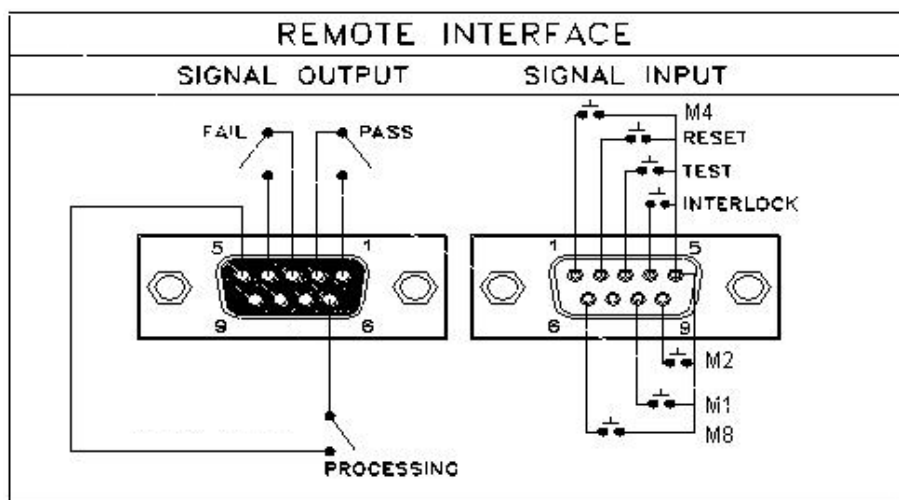 REMOTE INTERFACE
SIGNAL OUTPUT SIGNAL INPUT
FAIL PASS
M4
RESET
TEST
INTERLOCK
5 1 1 5
9 6 6 9
M2
M1
M8
PROCESSING